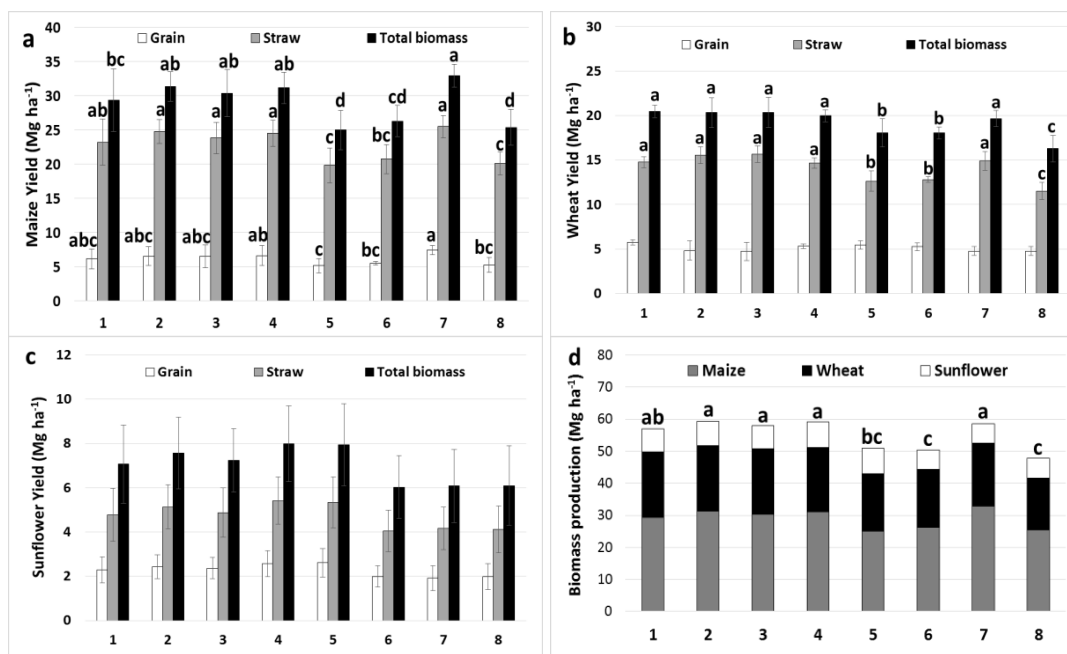 a
Grain Straw Total biomass
Maize Yield (Mg ha⁻¹)
40
35
30
25
20
15
10
5
0
bc ab ab ab d cd a d
ab a a a c bc a c
abc abc abc ab c bc a bc
1 2 3 4 5 6 7 8
b
Grain Straw Total biomass
Wheat Yield (Mg ha⁻¹)
30
25
20
15
10
5
0
a a a a b b a c
a a a a b b a c
1 2 3 4 5 6 7 8
c
Grain Straw Total biomass
Sunflower Yield (Mg ha⁻¹)
12
10
8
6
4
2
0
1 2 3 4 5 6 7 8
d
Maize Wheat Sunflower
Biomass production (Mg ha⁻¹)
80
70
60
50
40
30
20
10
0
ab a a a bc c a c
1 2 3 4 5 6 7 8